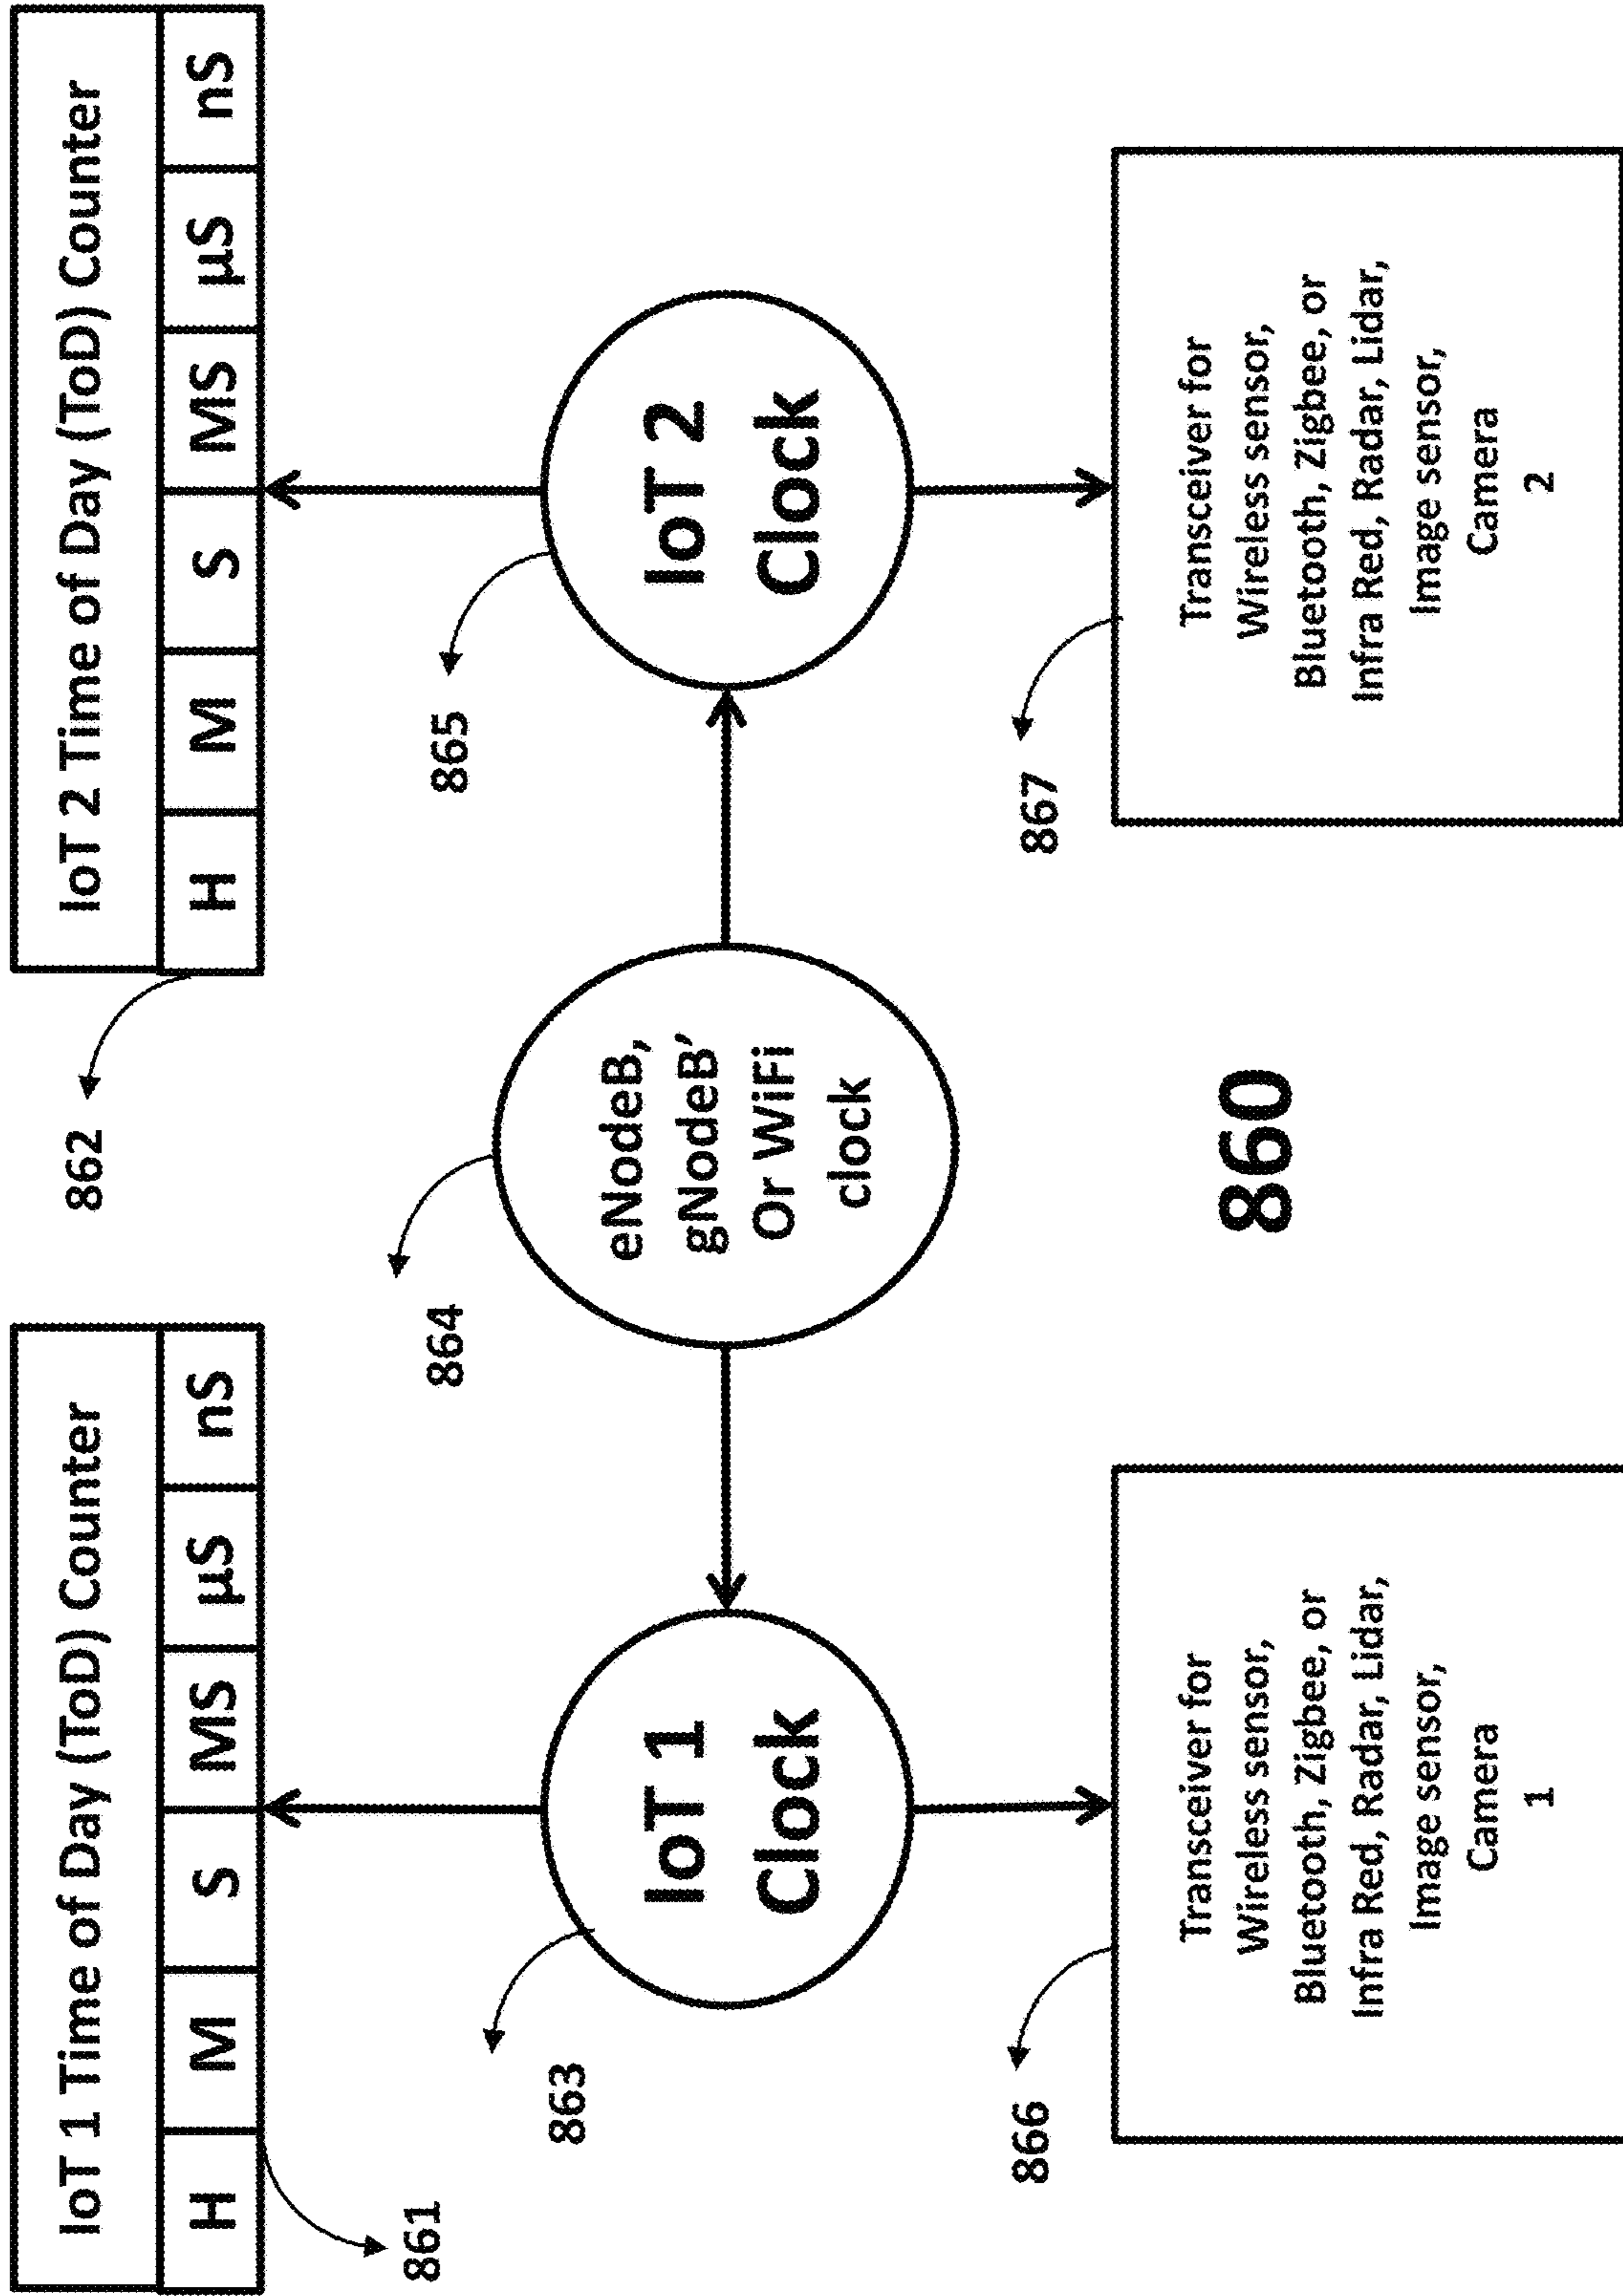 IoT 1 Time of Day (ToD) Counter
H M S MS µS nS
861
IoT 2 Time of Day (ToD) Counter
H M S MS µS nS
862
863
IoT 1
Clock
864
eNodeB,
gNodeB’
Or WiFi
clock
865
IoT 2
Clock
866
Transceiver for
Wireless sensor,
Bluetooth, Zigbee, or
Infra Red, Radar, Lidar,
Image sensor,
Camera
1
867
Transceiver for
Wireless sensor,
Bluetooth, Zigbee, or
Infra Red, Radar, Lidar,
Image sensor,
Camera
2
860